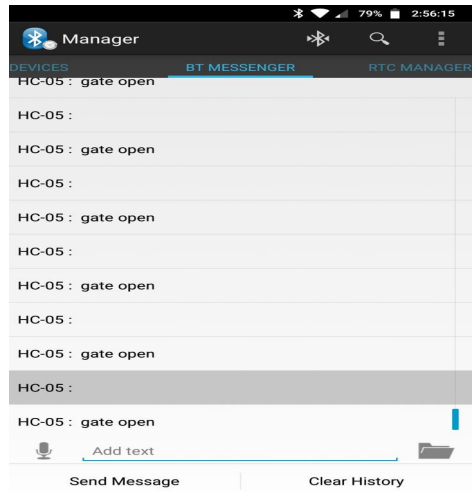 79% 2:56:15
Manager
DEVICES BT MESSENGER RTC MANAGER
HC-05 : gate open
HC-05 :
HC-05 : gate open
HC-05 :
HC-05 : gate open
HC-05 :
HC-05 : gate open
HC-05 :
HC-05 : gate open
HC-05 :
HC-05 : gate open
Add text
Send Message Clear History